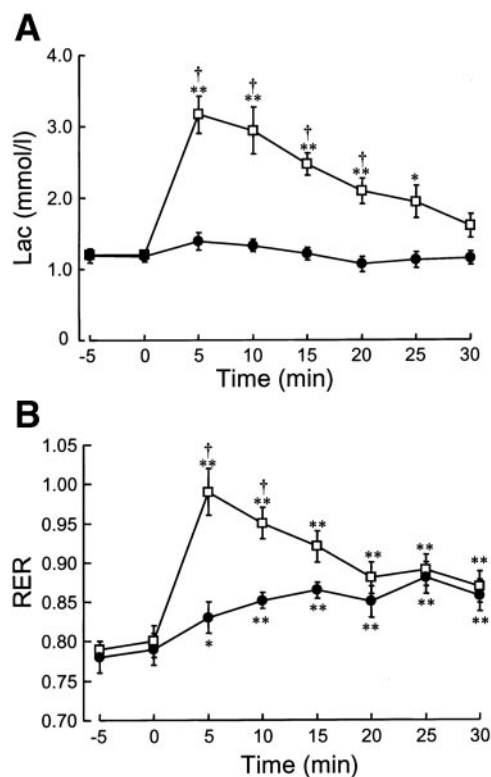 A
4.0
3.0
2.0
1.0
0
Lac (mmol/l)
† † † †
** ** ** ** *
-5 0 5 10 15 20 25 30
Time (min)
B
1.05
1.00
0.95
0.90
0.85
0.80
0.75
0.70
RER
† †
** ** ** ** ** **
* ** ** ** ** **
-5 0 5 10 15 20 25 30
Time (min)